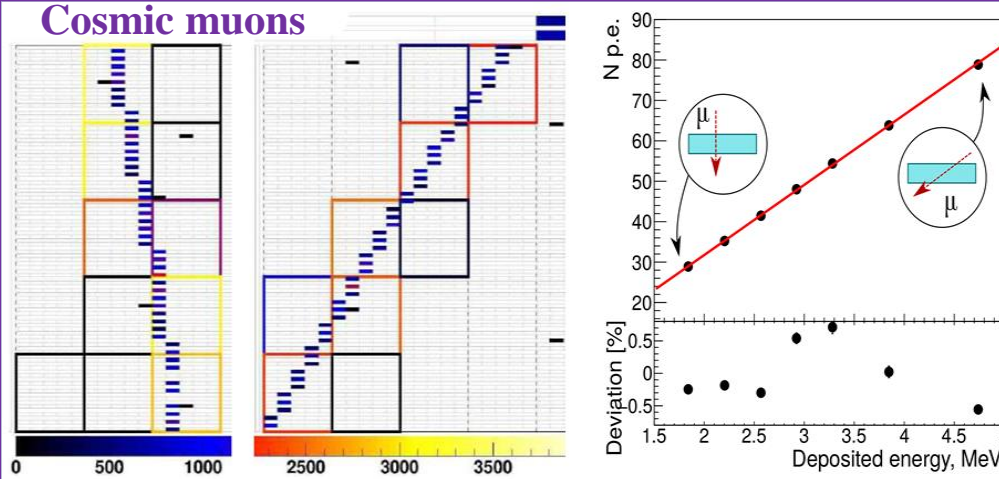 Cosmic muons
0 500 1000
2500 3000 3500
N p.e.
90
80
70
60
50
40
30
20
μ
μ
Deviation [%]
0.5
0
-0.5
1.5 2 2.5 3 3.5 4 4.5
Deposited energy, MeV